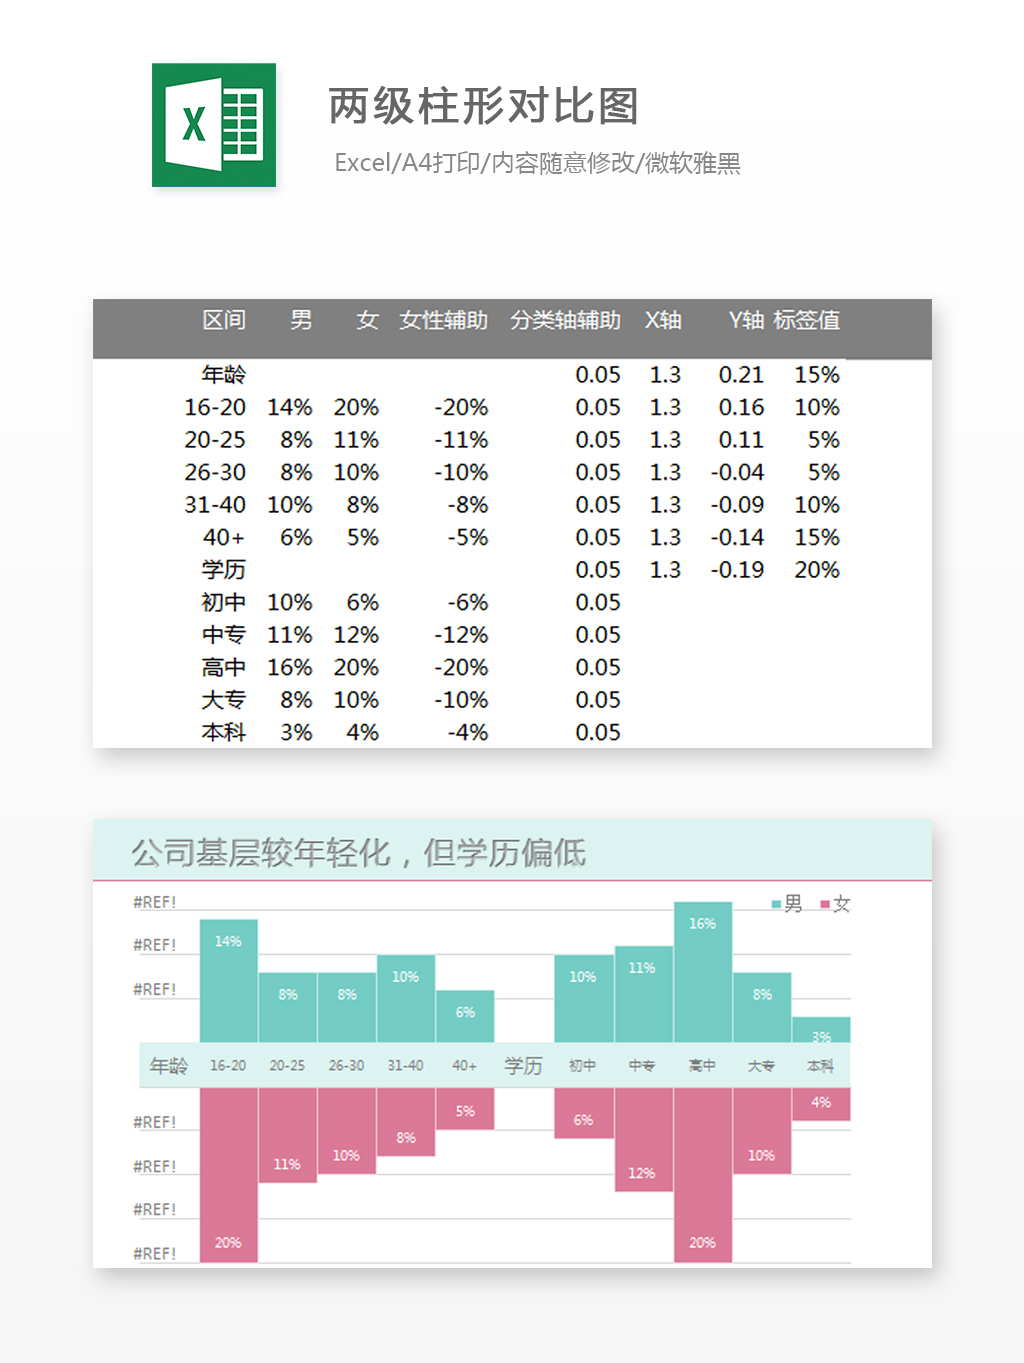 X
两级柱形对比图
Excel/A4打印/内容随意修改/微软雅黑
区间 男 女 女性辅助 分类轴辅助 X轴 Y轴 标签值
年龄 0.05 1.3 0.21 15%
16-20 14% 20% -20% 0.05 1.3 0.16 10%
20-25 8% 11% -11% 0.05 1.3 0.11 5%
26-30 8% 10% -10% 0.05 1.3 -0.04 5%
31-40 10% 8% -8% 0.05 1.3 -0.09 10%
40+ 6% 5% -5% 0.05 1.3 -0.14 15%
学历 0.05 1.3 -0.19 20%
初中 10% 6% -6% 0.05
中专 11% 12% -12% 0.05
高中 16% 20% -20% 0.05
大专 8% 10% -10% 0.05
本科 3% 4% -4% 0.05
公司基层较年轻化，但学历偏低
#REF! 男 女
16%
14%
#REF!
11%
10% 10%
#REF! 8% 8% 8%
6%
3%
年龄 16-20 20-25 26-30 31-40 40+ 学历 初中 中专 高中 大专 本科
4%
5%
#REF! 6%
8%
10% 10%
#REF! 11% 12%
#REF!
20% 20%
#REF!